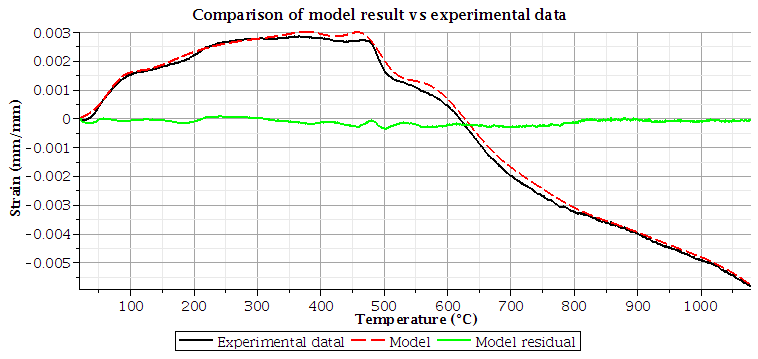 Comparison of model result vs experimental data
0.003
0.002
0.001
0
-0.001
-0.002
-0.003
-0.004
-0.005
Strain (mm/mm)
100 200 300 400 500 600 700 800 900 1000
Temperature (°C)
Experimental datal Model Model residual